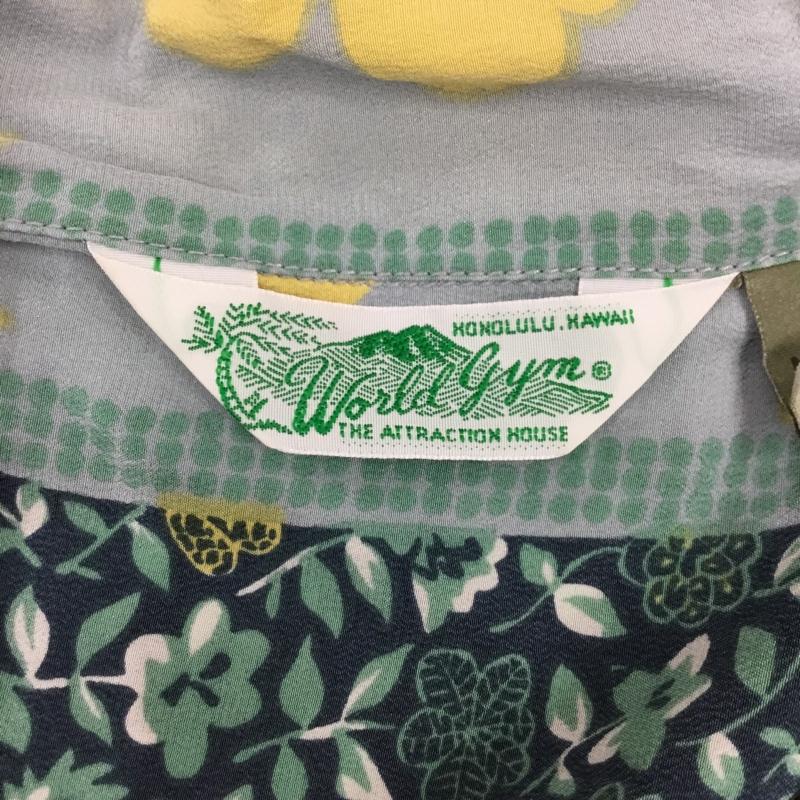 HONOLULU. HAWAII
World Gym ®
THE ATTRACTION HOUSE